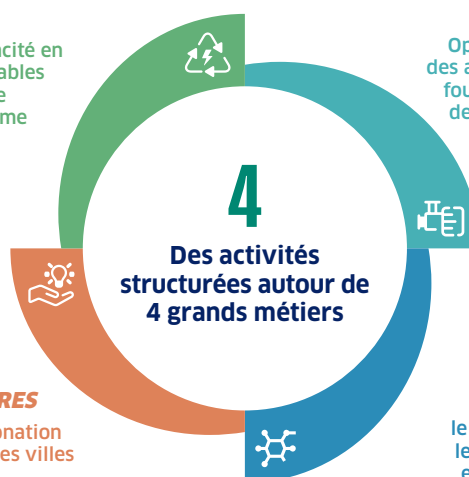 acité en
ables
e
me
Op
des a
fou
de
4
Des activités
structurées autour de
4 grands métiers
RES
onation
es villes
le
le
e